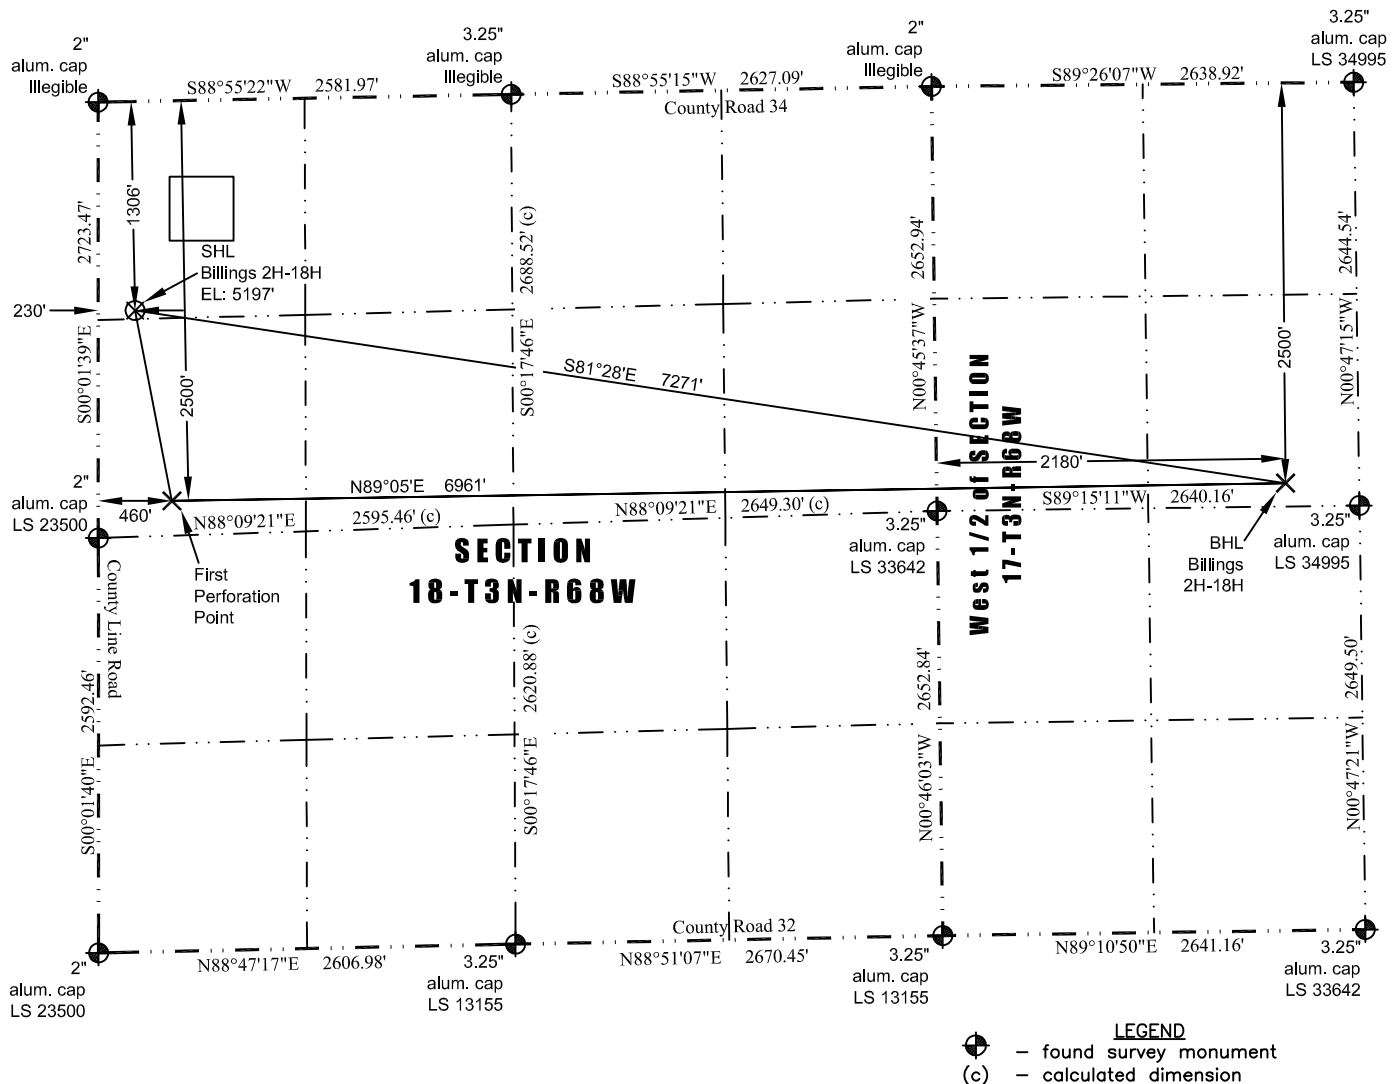 2"
alum. cap
Illegible
3.25"
alum. cap
Illegible
2"
alum. cap
Illegible
3.25"
alum. cap
LS 34995
S88°55'22"W 2581.97'
S88°55'15"W 2627.09'
County Road 34
S89°26'07"W 2638.92'
1306'
2500'
SHL
Billings 2H-18H
EL: 5197'
230'
S00°01'39"E 2723.47'
S00°17'46"E 2688.52' (c)
N00°45'37"W 2652.94'
N00°47'15"W 2644.54'
2500'
S81°28'E 7271'
West 1/2 of SECTION
17-T3N-R68W
2180'
2"
alum. cap
LS 23500
460'
N89°05'E 6961'
N88°09'21"E 2595.46' (c)
N88°09'21"E 2649.30' (c)
S89°15'11"W 2640.16'
3.25"
alum. cap
LS 33642
3.25"
alum. cap
LS 34995
BHL
Billings
2H-18H
First
Perforation
Point
SECTION
18-T3N-R68W
County Line Road
S00°01'40"E 2592.46'
S00°17'46"E 2620.88' (c)
N00°46'03"W 2652.84'
N00°47'21"W 2649.50'
County Road 32
N88°47'17"E 2606.98'
N88°51'07"E 2670.45'
N89°10'50"E 2641.16'
2"
alum. cap
LS 23500
3.25"
alum. cap
LS 13155
3.25"
alum. cap
LS 13155
3.25"
alum. cap
LS 33642
LEGEND
– found survey monument
(c) – calculated dimension